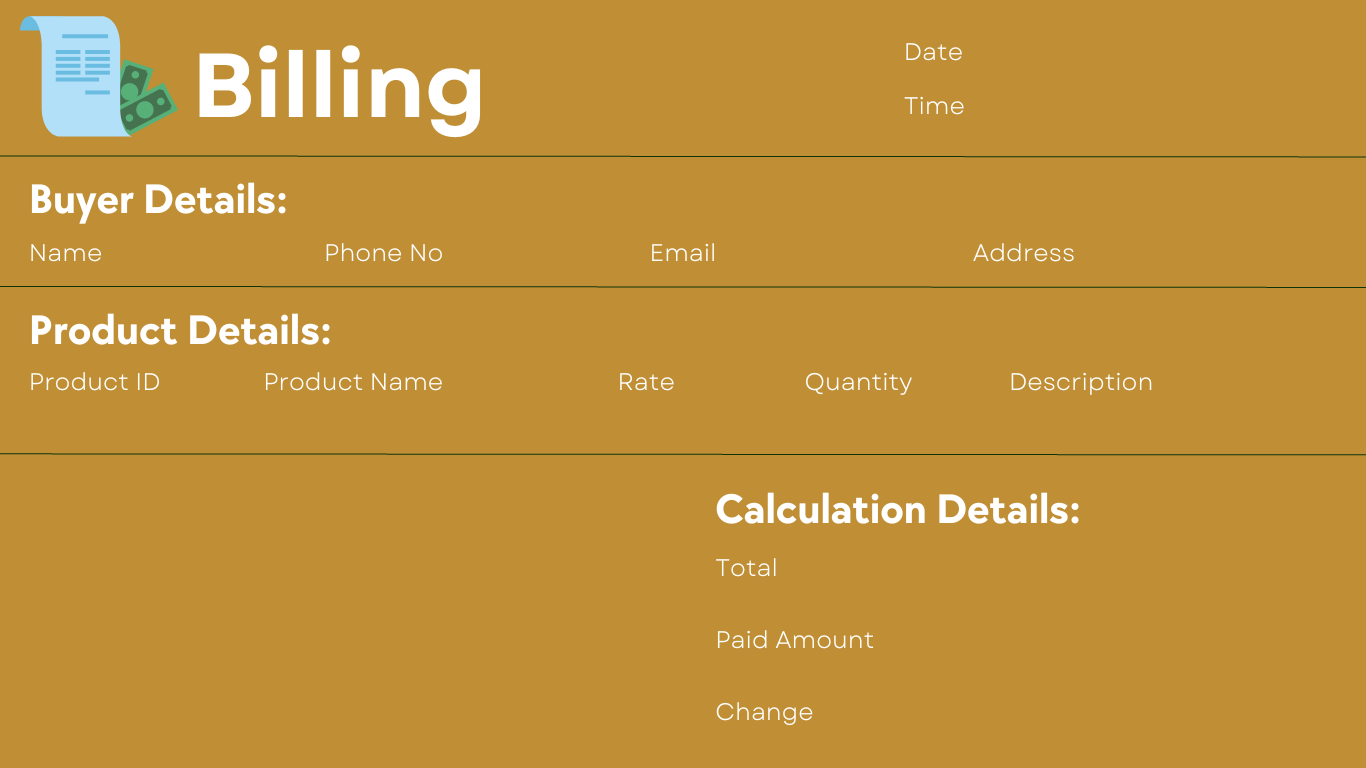 Billing
Date
Time
Buyer Details:
Name Phone No Email Address
Product Details:
Product ID Product Name Rate Quantity Description
Calculation Details:
Total
Paid Amount
Change